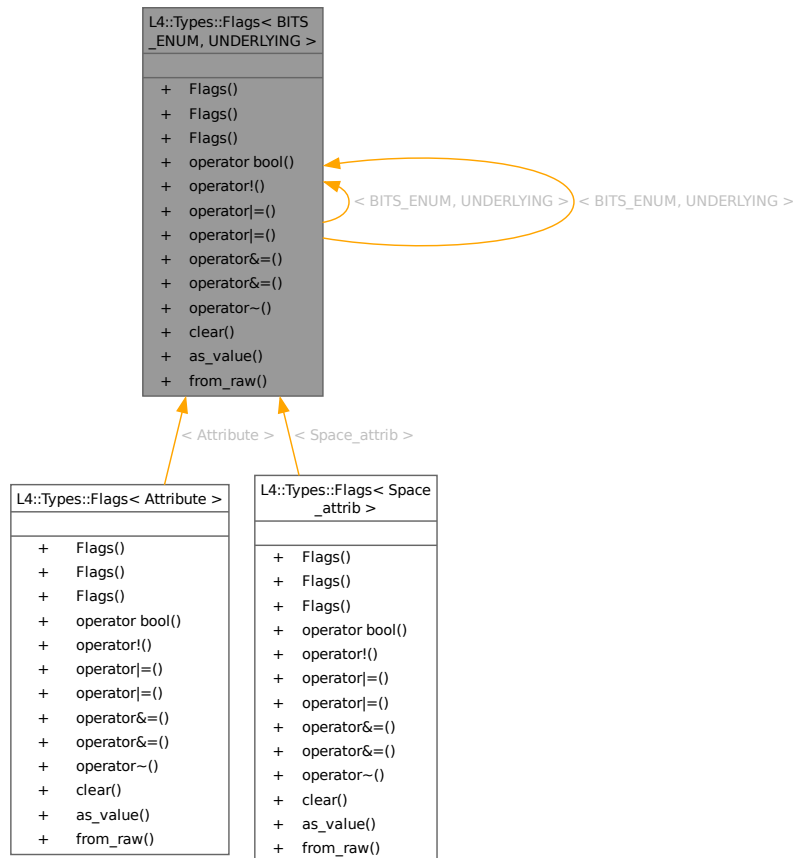 L4::Types::Flags< BITS
_ENUM, UNDERLYING >
+ Flags()
+ Flags()
+ Flags()
+ operator bool()
+ operator!()
+ operator|=()
+ operator|=()
+ operator&=()
+ operator&=()
+ operator~()
+ clear()
+ as_value()
+ from_raw()
< BITS_ENUM, UNDERLYING >
< BITS_ENUM, UNDERLYING >
< Attribute >
< Space_attrib >
L4::Types::Flags< Attribute >
+ Flags()
+ Flags()
+ Flags()
+ operator bool()
+ operator!()
+ operator|=()
+ operator|=()
+ operator&=()
+ operator&=()
+ operator~()
+ clear()
+ as_value()
+ from_raw()
L4::Types::Flags< Space
_attrib >
+ Flags()
+ Flags()
+ Flags()
+ operator bool()
+ operator!()
+ operator|=()
+ operator|=()
+ operator&=()
+ operator&=()
+ operator~()
+ clear()
+ as_value()
+ from_raw()